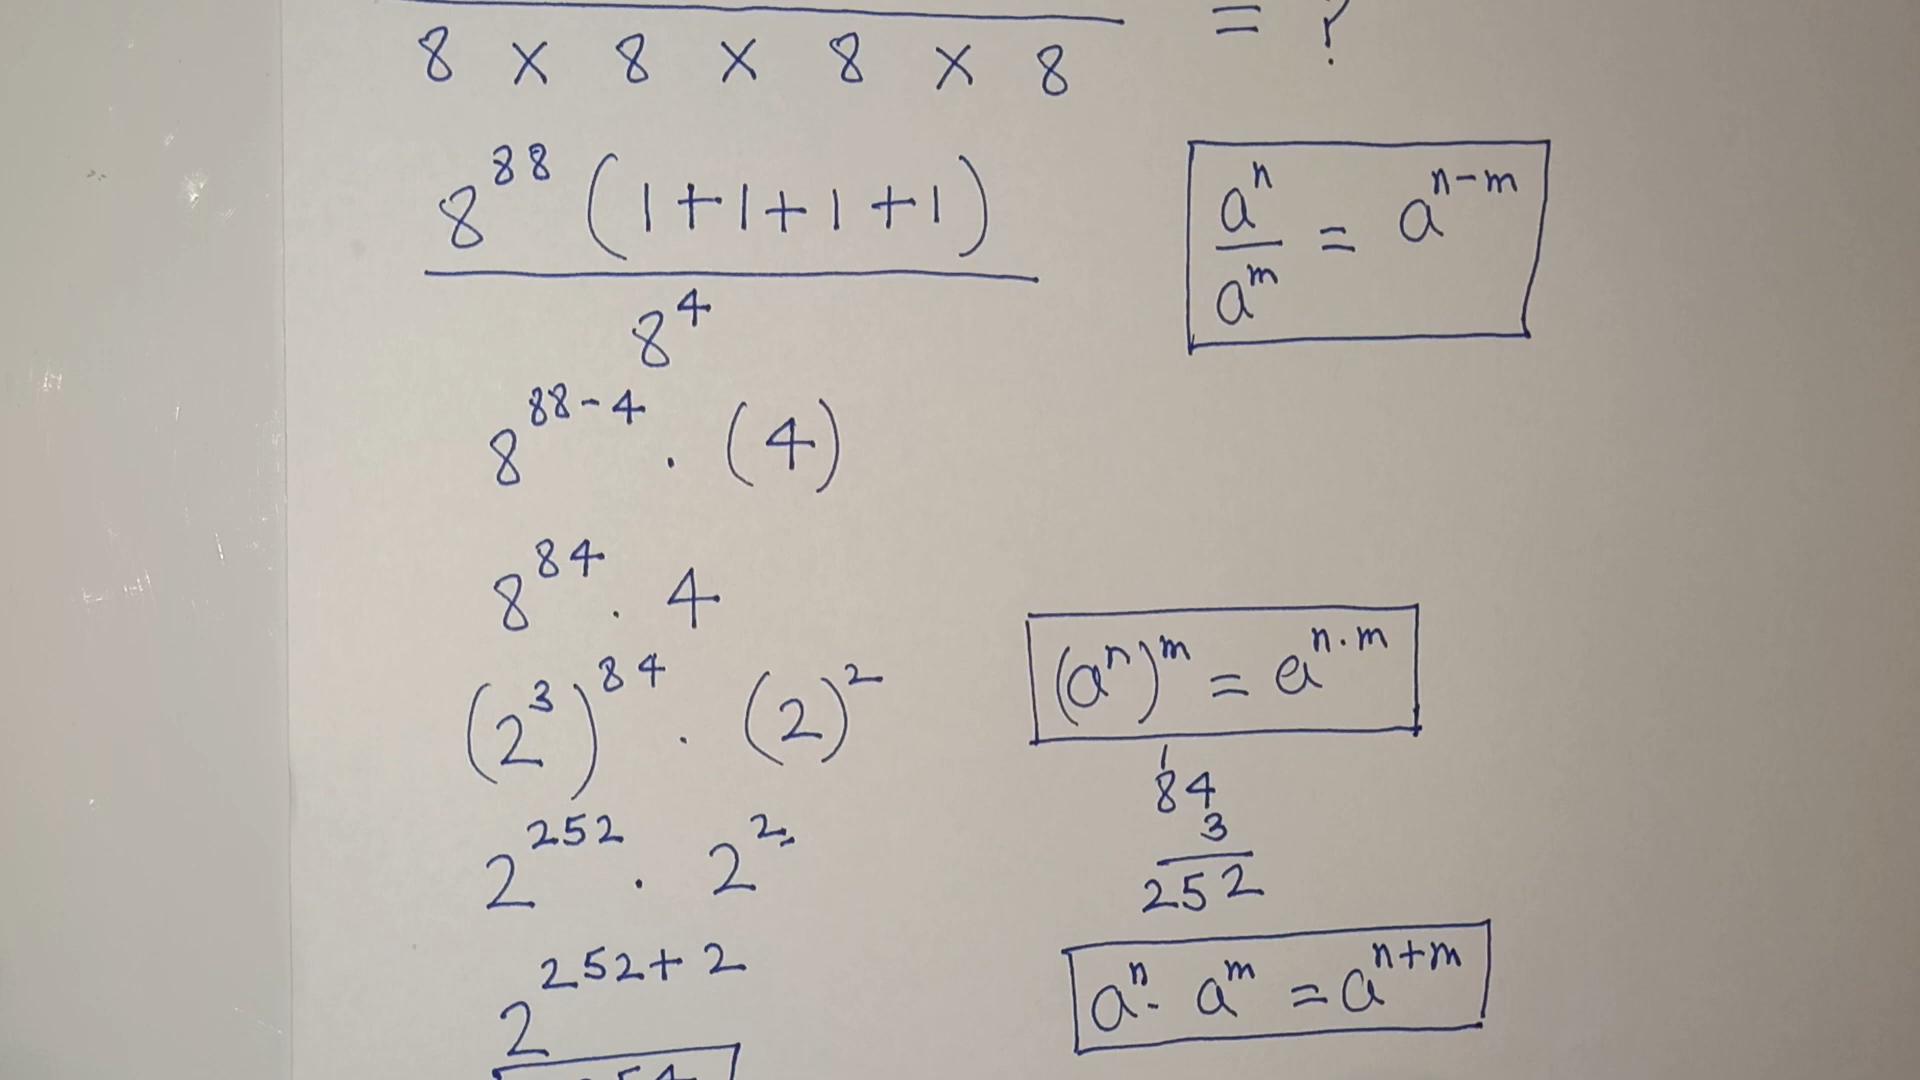 8 × 8 × 8 × 8 = ?
8^88 (1+1+1+1)
8^4
a^n / a^m = a^(n-m)
8^(88-4) . (4)
8^84 . 4
(2^3)^84 . (2)^2
(a^n)^m = a^(n.m)
84
3
252
2^252 . 2^2
2^(252+2)
a^n . a^m = a^(n+m)